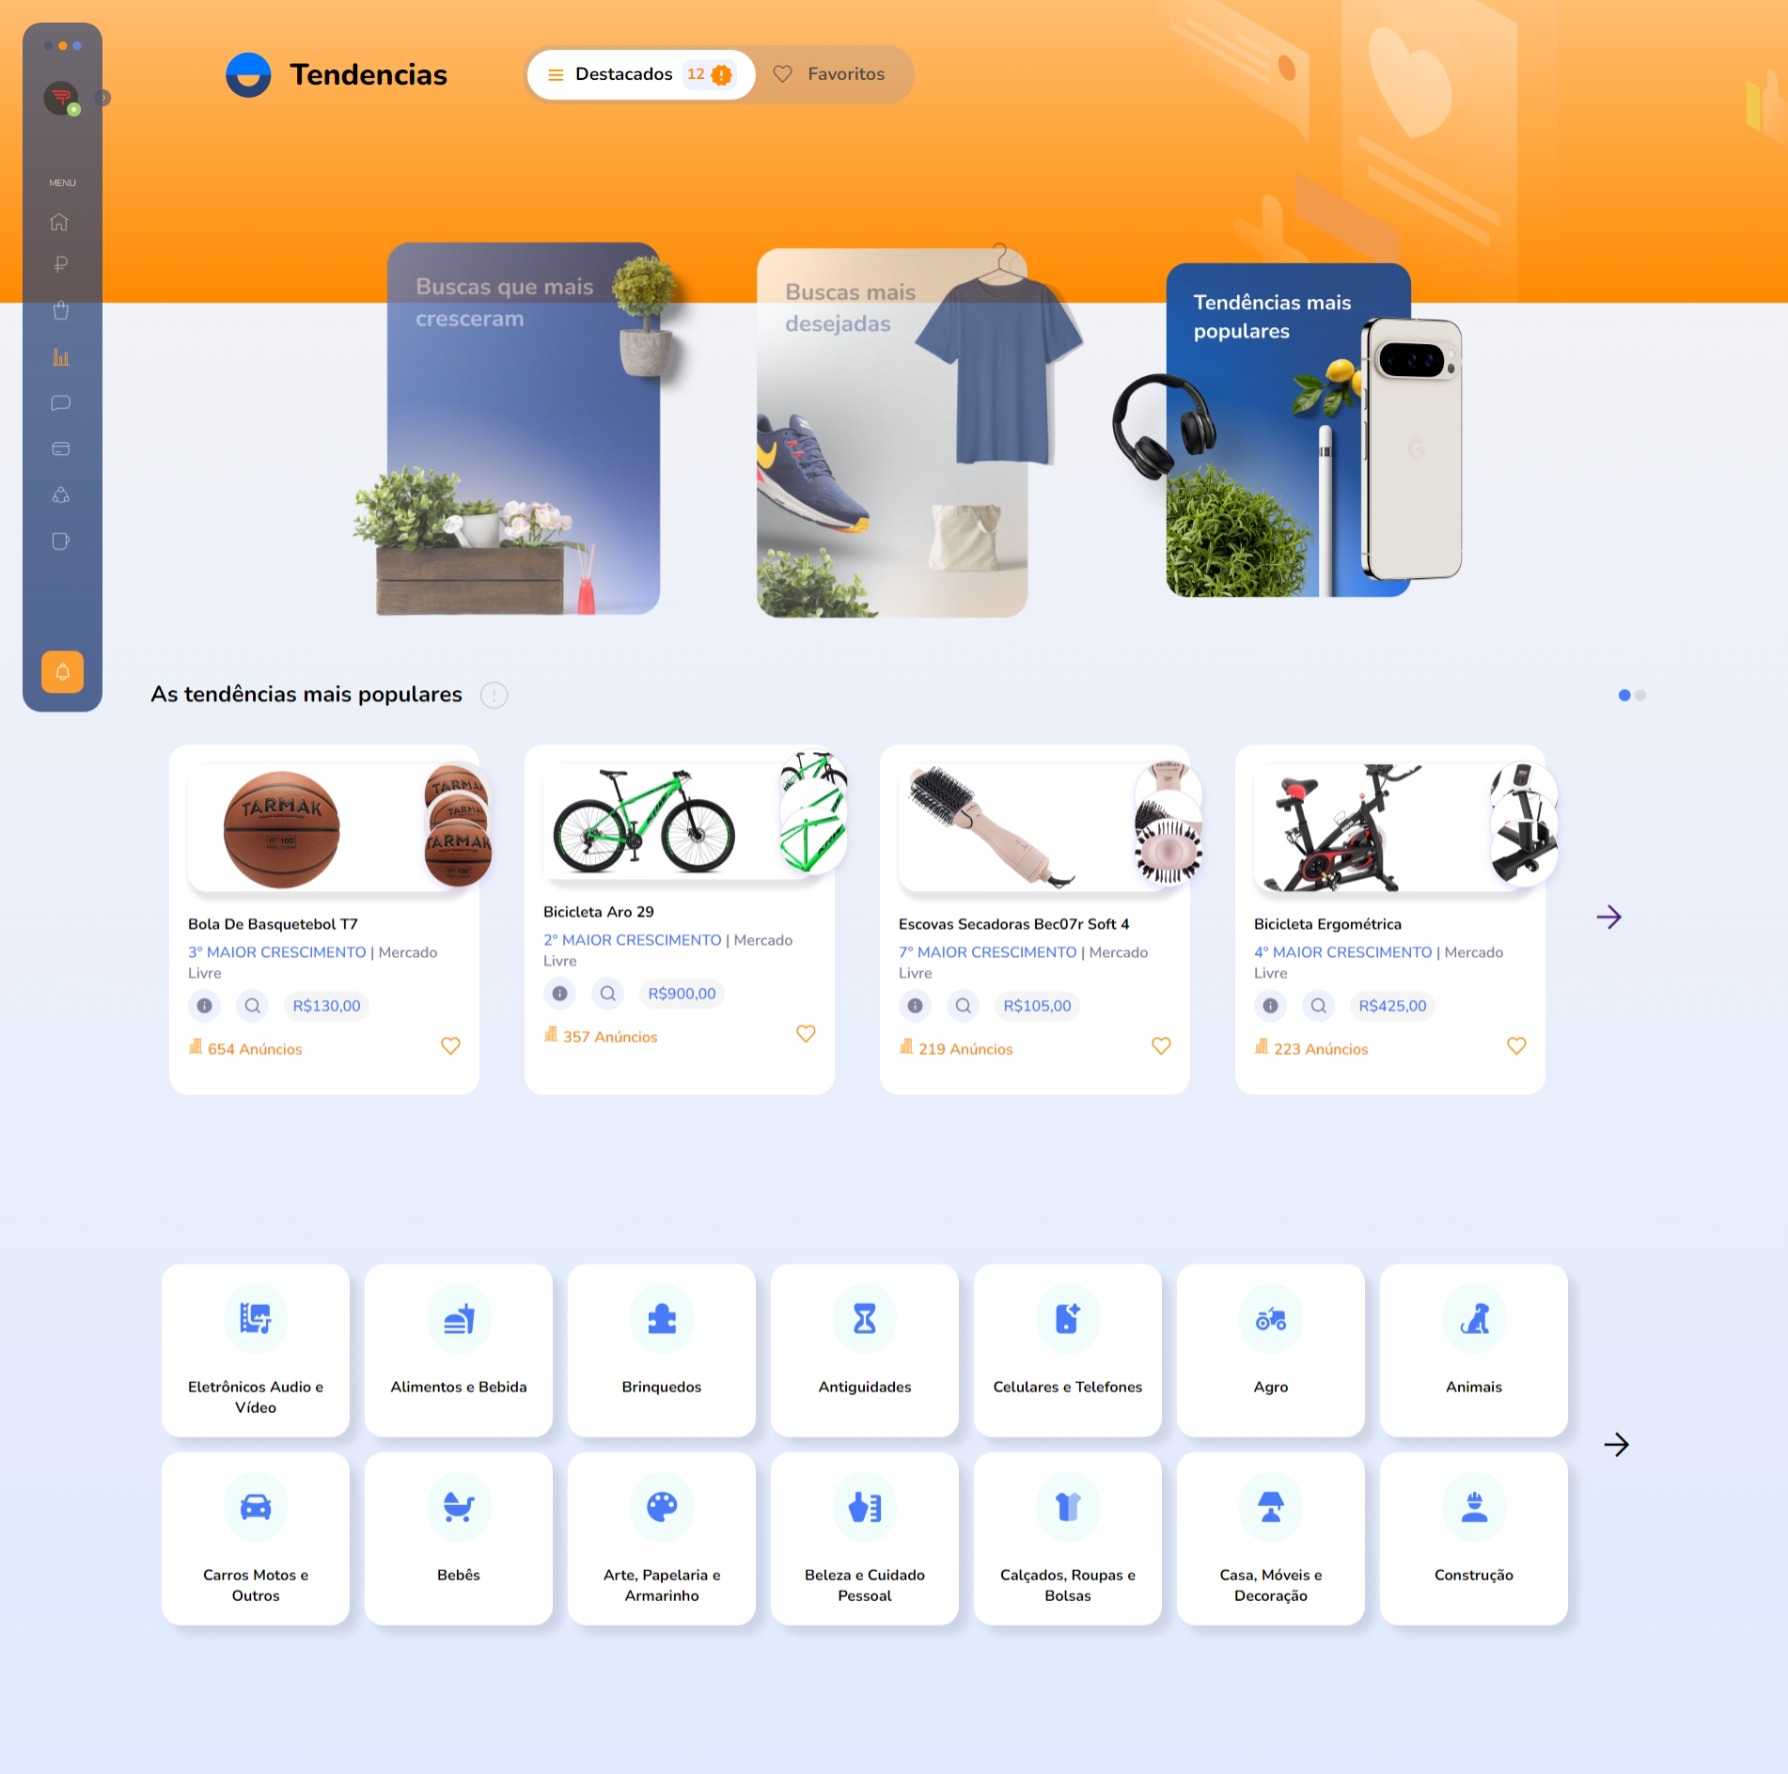 Tendencias
Destacados 12
Favoritos
MENU
Buscas que mais
cresceram
Buscas mais
desejadas
Tendências mais
populares
G
As tendências mais populares
TARMAK
TARMAK
TARMAK
TARMAK
Bola De Basquetebol T7
3° MAIOR CRESCIMENTO | Mercado
Livre
R$130,00
654 Anúncios
Bicicleta Aro 29
2° MAIOR CRESCIMENTO | Mercado
Livre
R$900,00
357 Anúncios
Escovas Secadoras Bec07r Soft 4
7° MAIOR CRESCIMENTO | Mercado
Livre
R$105,00
219 Anúncios
Bicicleta Ergométrica
4° MAIOR CRESCIMENTO | Mercado
Livre
R$425,00
223 Anúncios
Eletrônicos Audio e
Vídeo
Alimentos e Bebida
Brinquedos
Antiguidades
Celulares e Telefones
Agro
Animais
Carros Motos e
Outros
Bebês
Arte, Papelaria e
Armarinho
Beleza e Cuidado
Pessoal
Calçados, Roupas e
Bolsas
Casa, Móveis e
Decoração
Construção